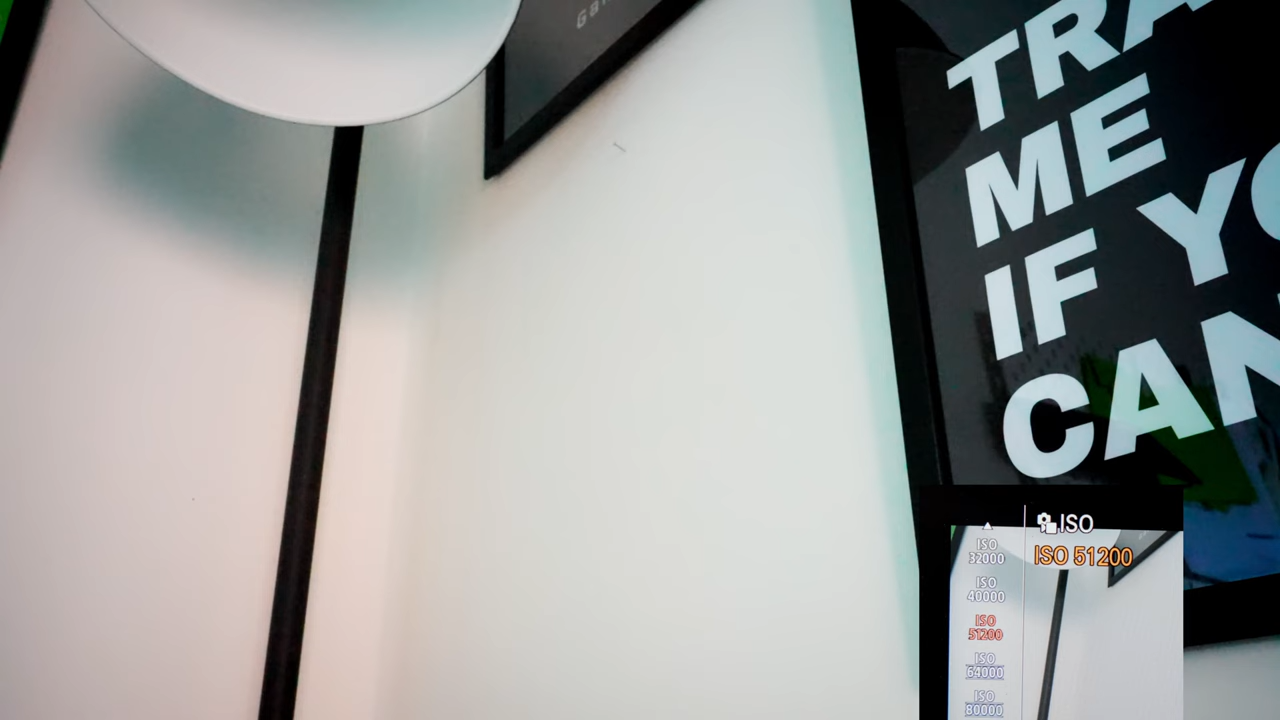 TRA
ME
IF YO
CAN
ISO
ISO 51200
ISO
32000
ISO
40000
ISO
51200
ISO
64000
ISO
80000